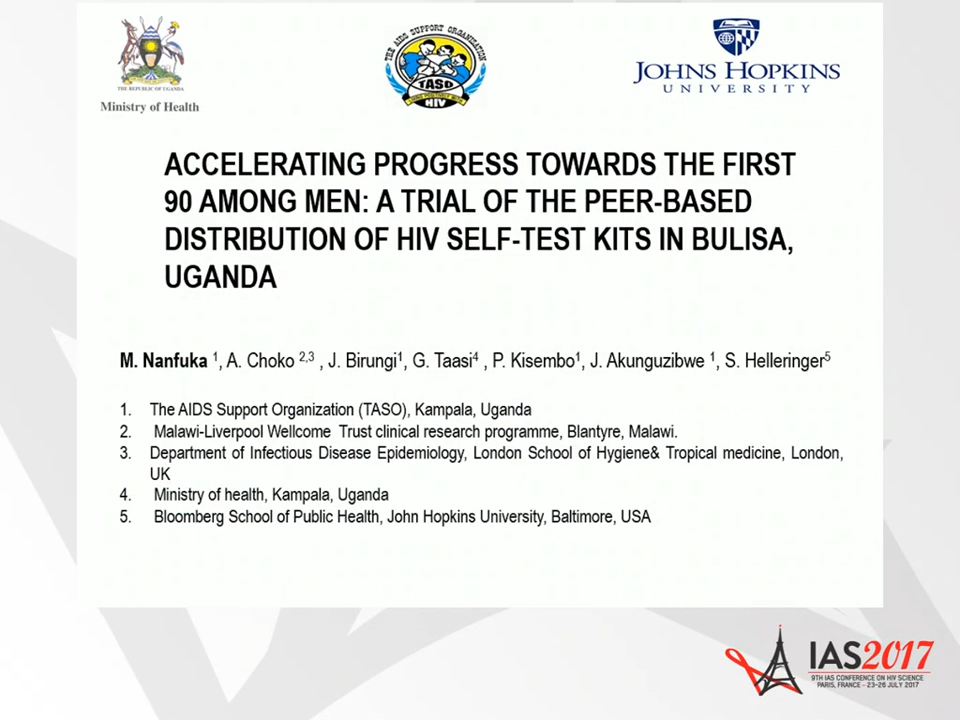 THE REPUBLIC OF UGANDA
Ministry of Health
THE AIDS SUPPORT ORGANISATION
TASO
HIV
JOHNS HOPKINS
UNIVERSITY
ACCELERATING PROGRESS TOWARDS THE FIRST
90 AMONG MEN: A TRIAL OF THE PEER-BASED
DISTRIBUTION OF HIV SELF-TEST KITS IN BULISA,
UGANDA
M. Nanfuka 1, A. Choko 2,3 , J. Birungi1, G. Taasi4 , P. Kisembo1, J. Akunguzibwe 1, S. Helleringer5
1. The AIDS Support Organization (TASO), Kampala, Uganda
2. Malawi-Liverpool Wellcome Trust clinical research programme, Blantyre, Malawi.
3. Department of Infectious Disease Epidemiology, London School of Hygiene& Tropical medicine, London,
UK
4. Ministry of health, Kampala, Uganda
5. Bloomberg School of Public Health, John Hopkins University, Baltimore, USA
IAS2017
9TH IAS CONFERENCE ON HIV SCIENCE
PARIS, FRANCE - 23-26 JULY 2017